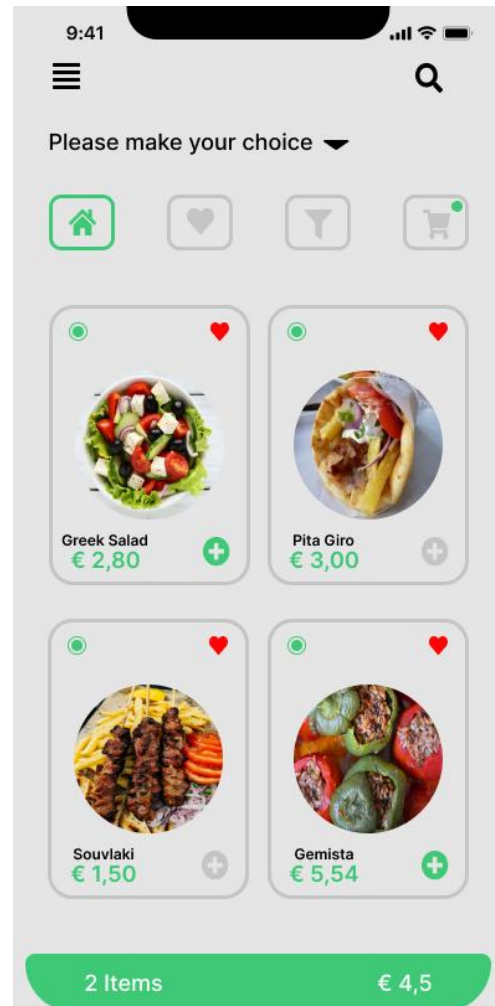 9:41
Please make your choice
Greek Salad
€ 2,80
Pita Giro
€ 3,00
Souvlaki
€ 1,50
Gemista
€ 5,54
2 Items € 4,5